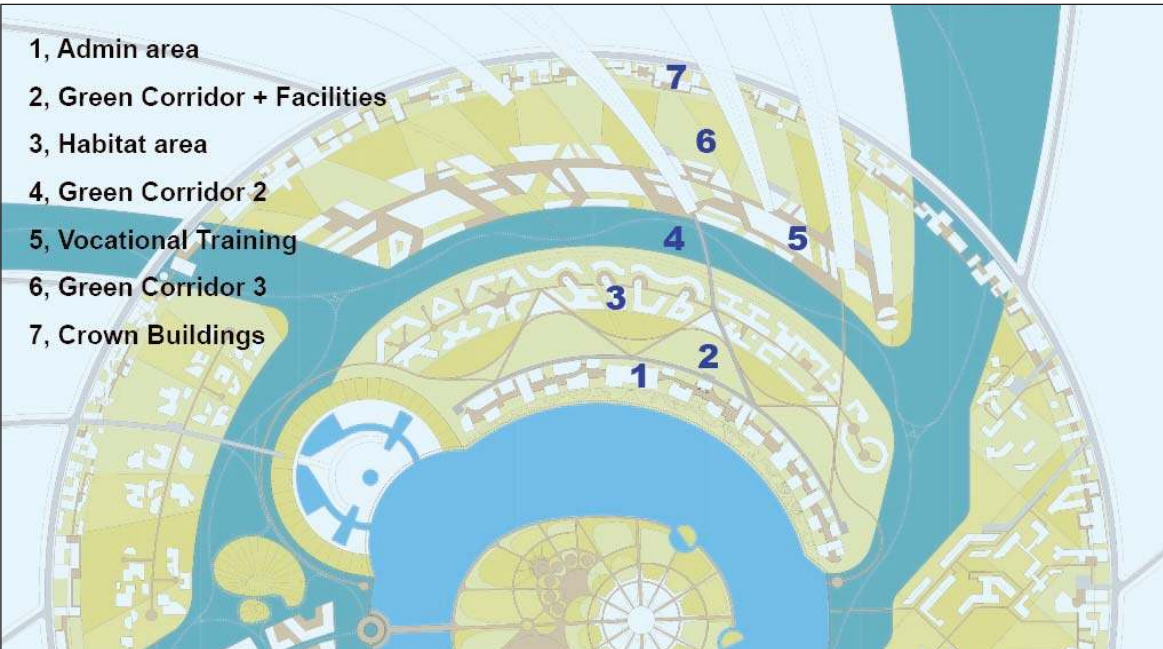 1, Admin area
2, Green Corridor + Facilities
3, Habitat area
4, Green Corridor 2
5, Vocational Training
6, Green Corridor 3
7, Crown Buildings
7
6
4
5
3
2
1